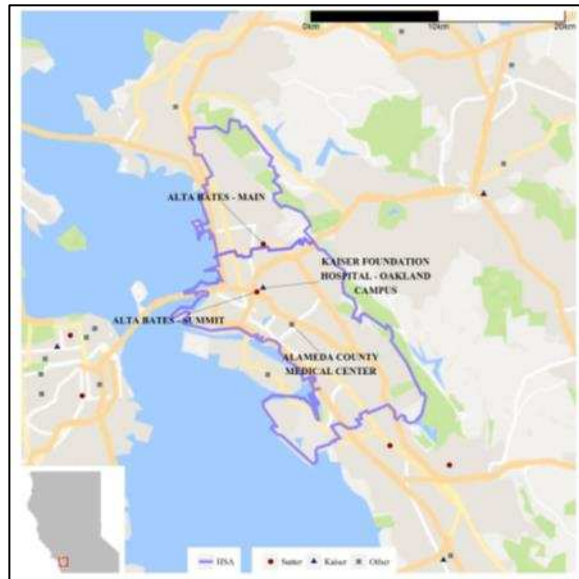 0km
10km
20km
ALTA BATES - MAIN
KAISER FOUNDATION
HOSPITAL - OAKLAND
CAMPUS
ALTA BATES - SUMMIT
ALAMEDA COUNTY
MEDICAL CENTER
HSA
Sutter
Kaiser
Other